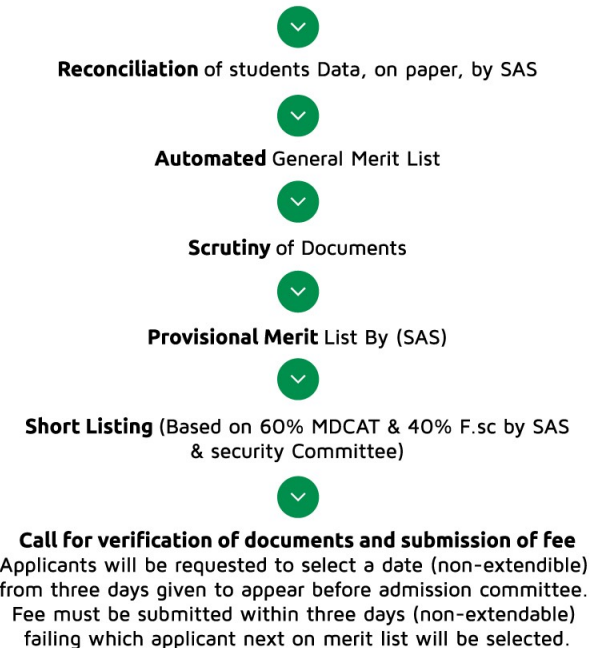 Reconciliation of students Data, on paper, by SAS
Automated General Merit List
Scrutiny of Documents
Provisional Merit List By (SAS)
Short Listing (Based on 60% MDCAT & 40% F.sc by SAS
& security Committee)
Call for verification of documents and submission of fee
Applicants will be requested to select a date (non-extendible)
from three days given to appear before admission committee.
Fee must be submitted within three days (non-extendable)
failing which applicant next on merit list will be selected.